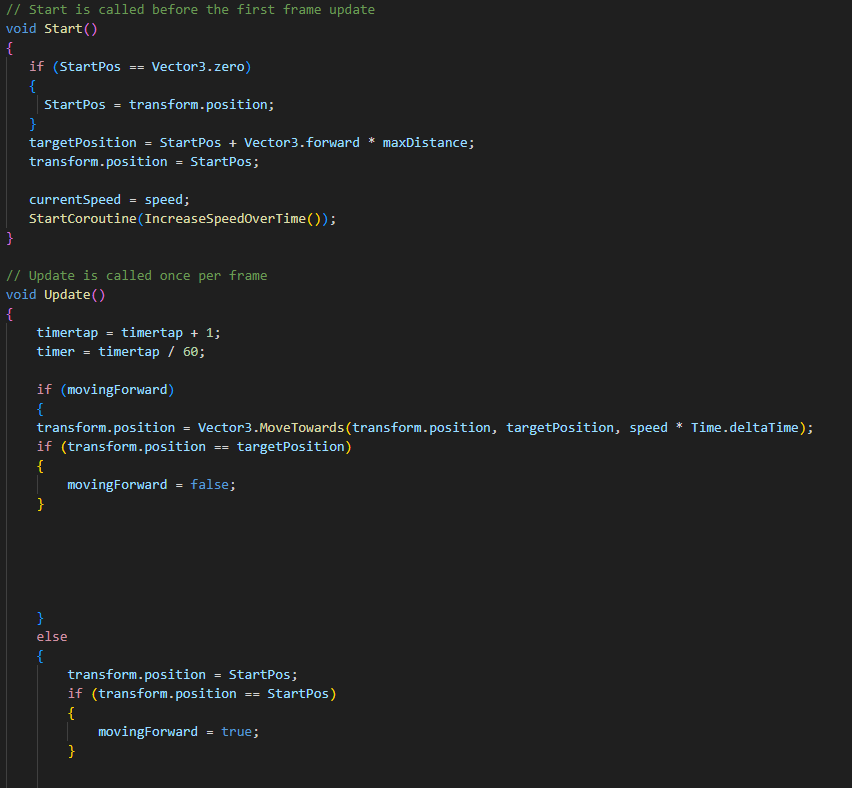 // Start is called before the first frame update
void Start()
{
if (StartPos == Vector3.zero)
{
StartPos = transform.position;
}
targetPosition = StartPos + Vector3.forward * maxDistance;
transform.position = StartPos;
currentSpeed = speed;
StartCoroutine(IncreaseSpeedOverTime());
}
// Update is called once per frame
void Update()
{
timertap = timertap + 1;
timer = timertap / 60;
if (movingForward)
{
transform.position = Vector3.MoveTowards(transform.position, targetPosition, speed * Time.deltaTime);
if (transform.position == targetPosition)
{
movingForward = false;
}
}
else
{
transform.position = StartPos;
if (transform.position == StartPos)
{
movingForward = true;
}